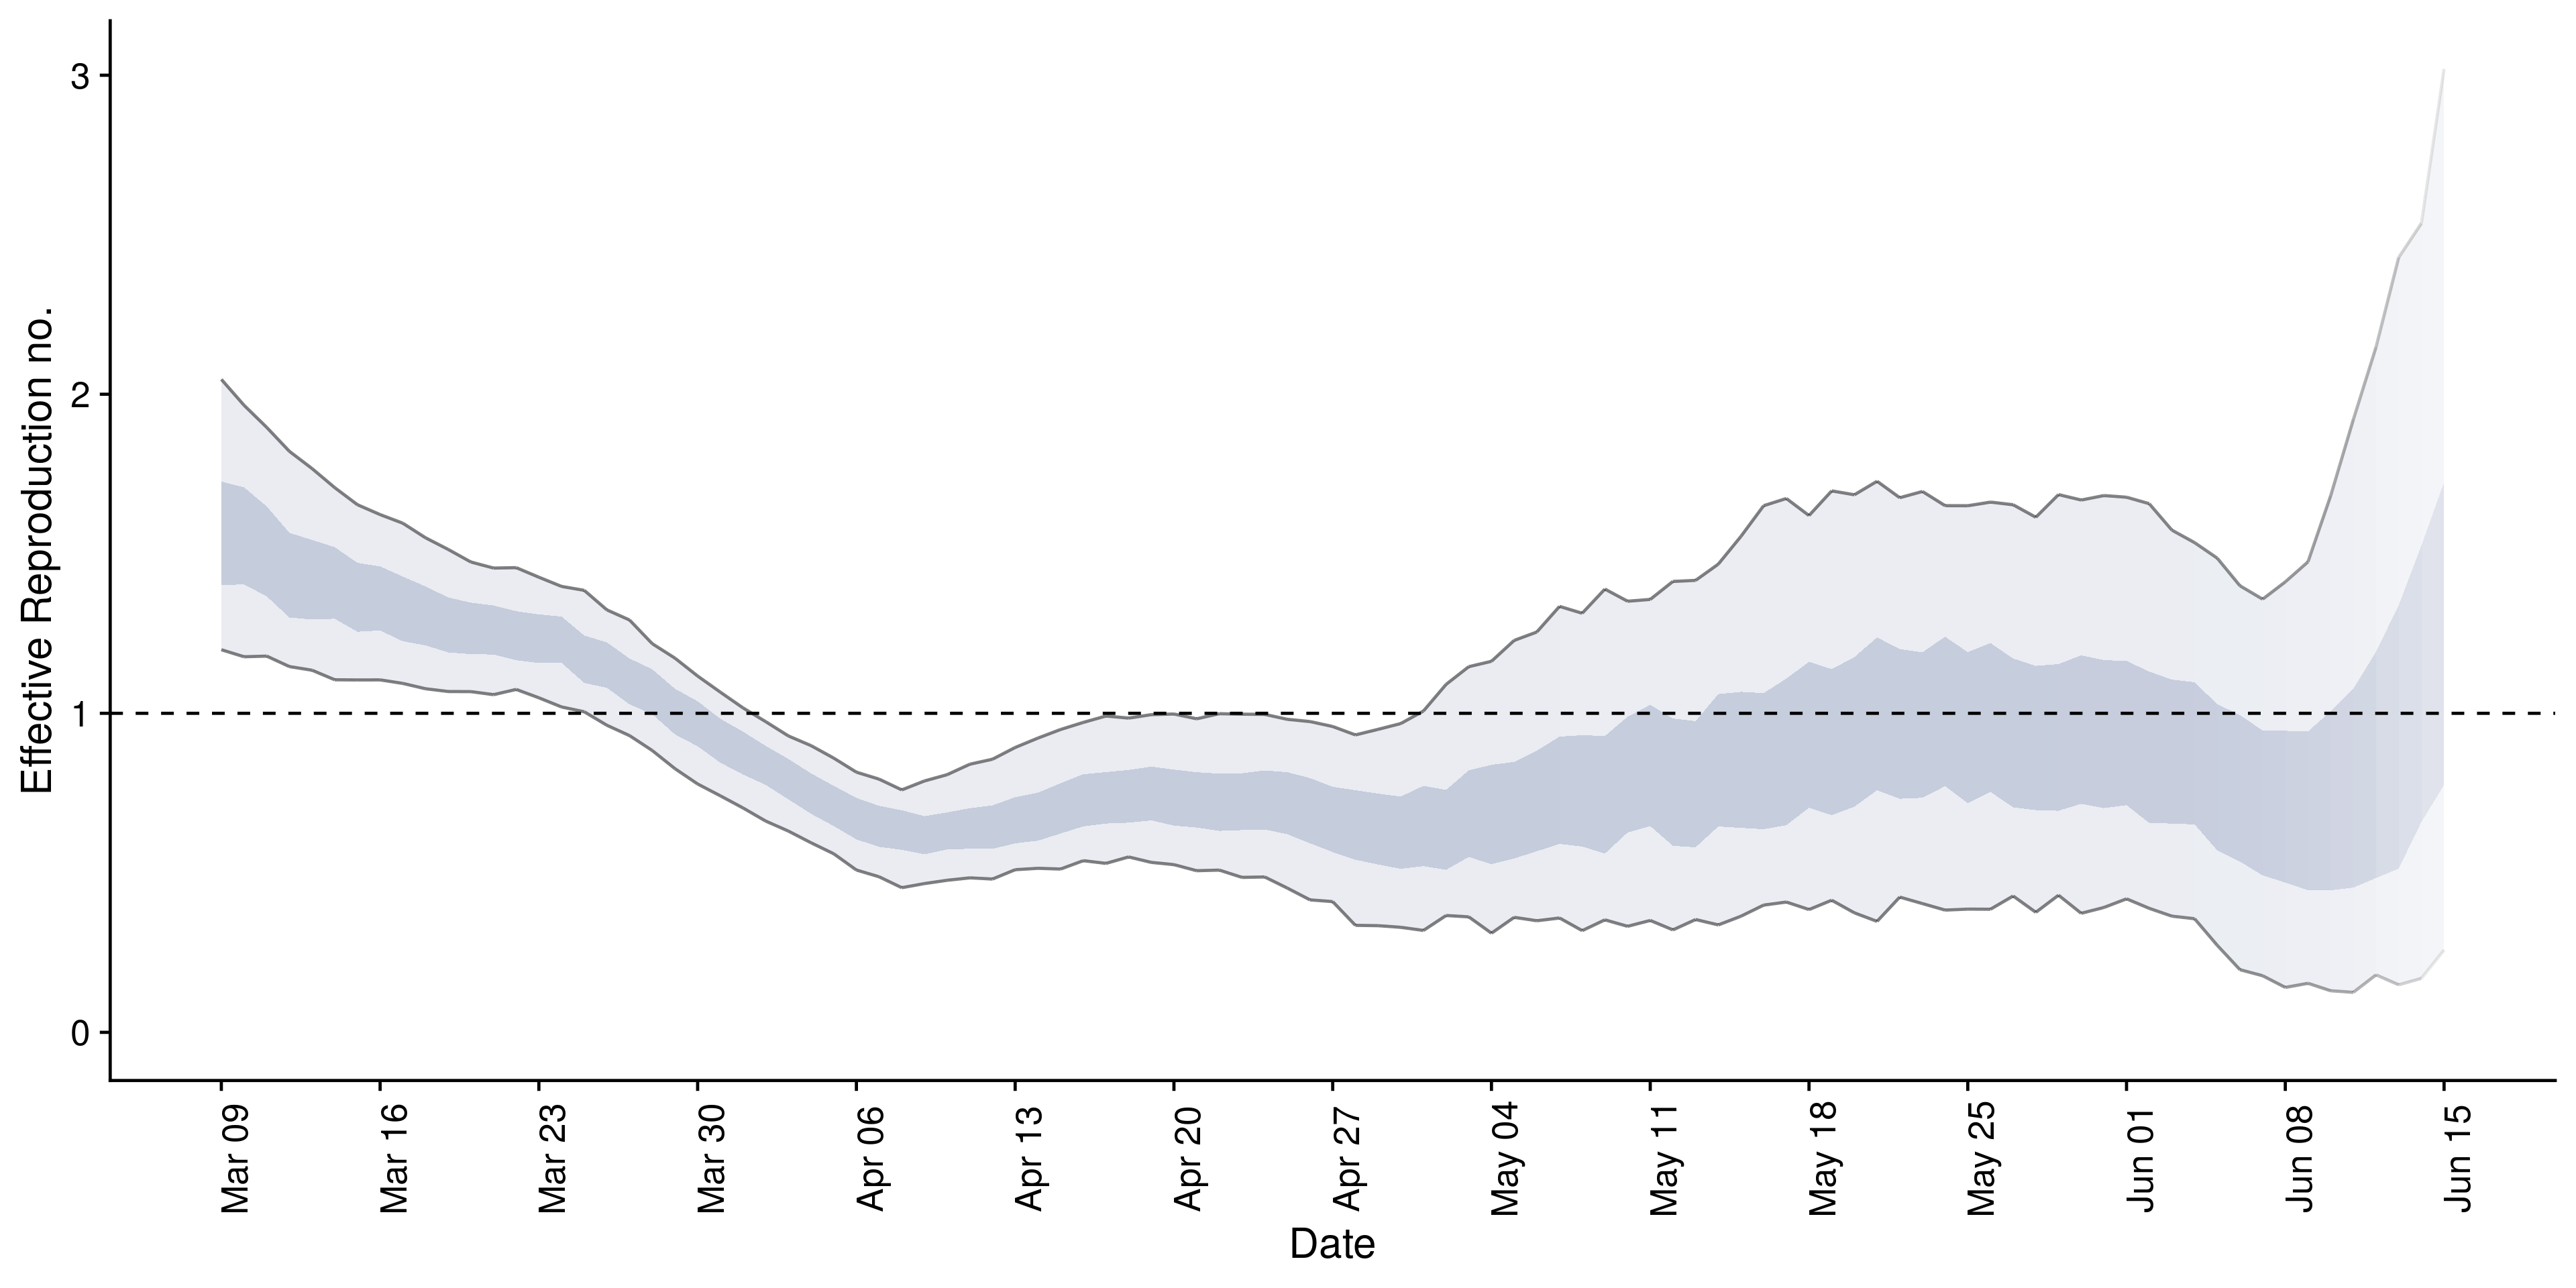 Effective Reproduction no.
3
2
1
0
Mar 09
Mar 16
Mar 23
Mar 30
Apr 06
Apr 13
Apr 20
Apr 27
May 04
May 11
May 18
May 25
Jun 01
Jun 08
Jun 15
Date